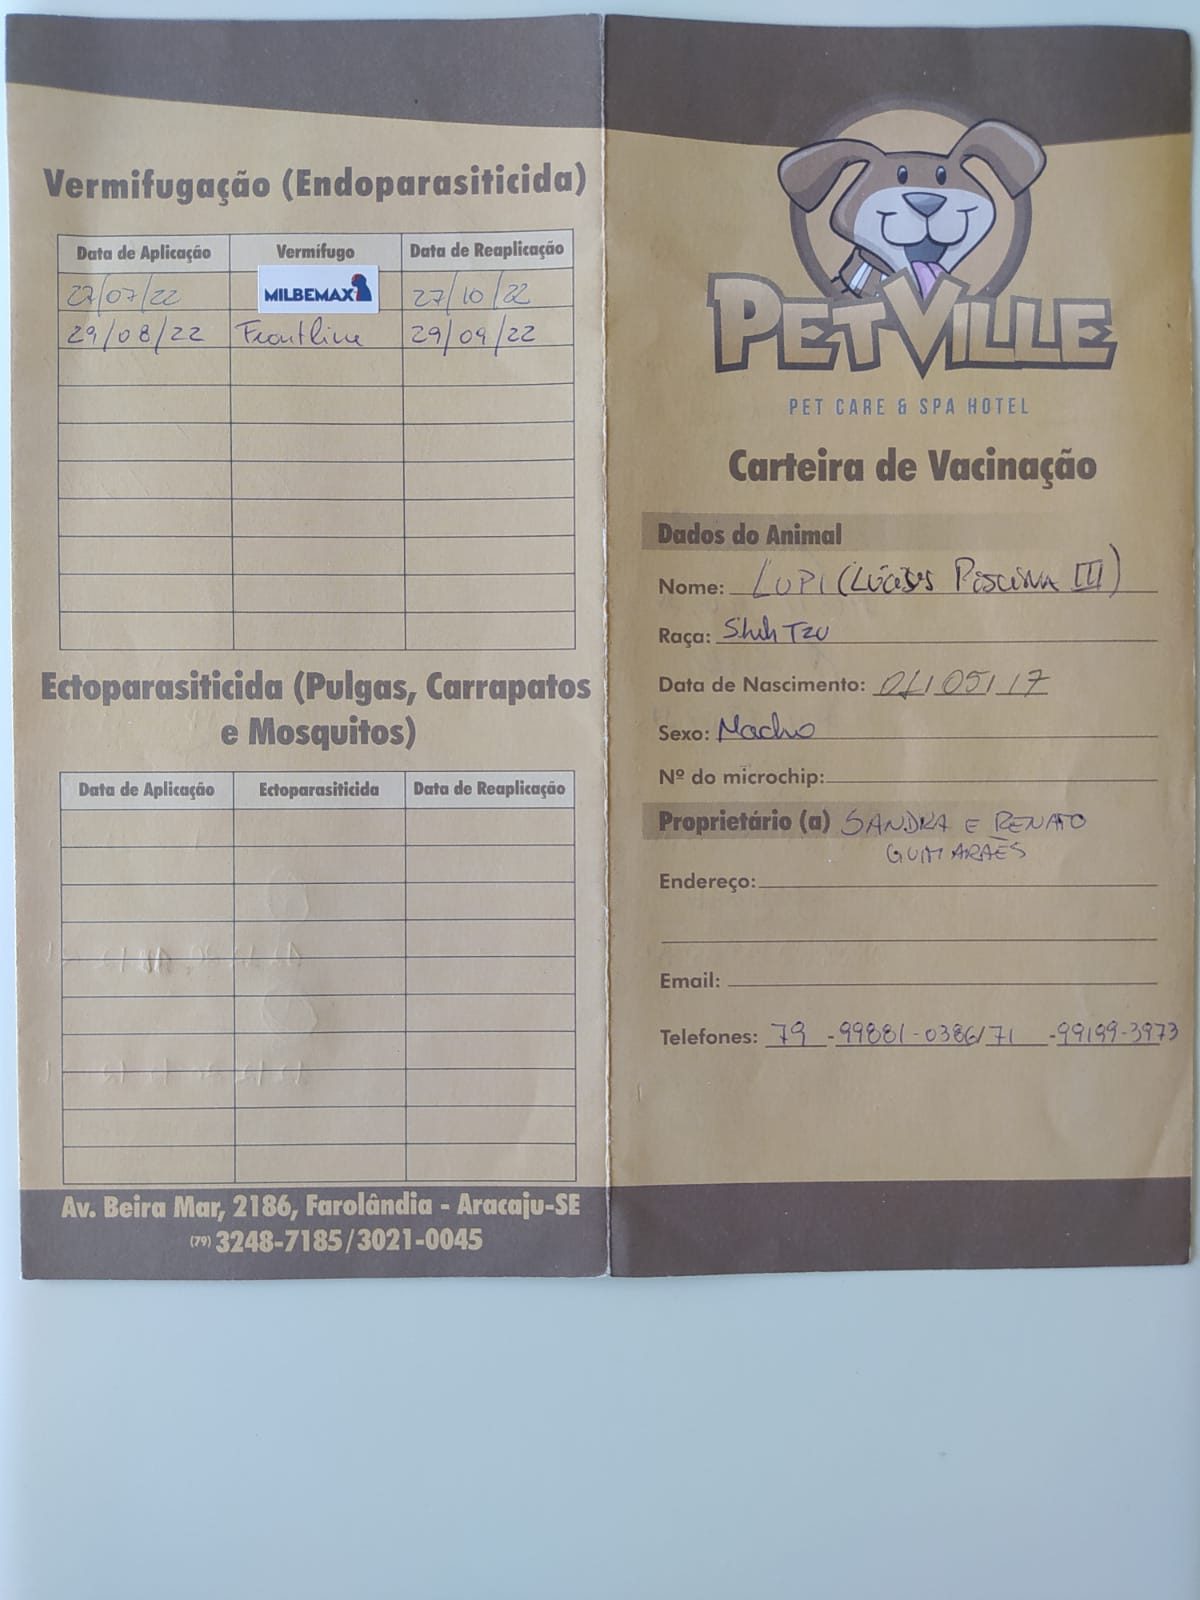 Vermifugação (Endoparasiticida)
Data de Aplicação Vermífugo Data de Reaplicação
27/07/22 MILBEMAX 27/10/22
29/08/22 Frontline 29/09/22
Ectoparasiticida (Pulgas, Carrapatos
e Mosquitos)
Data de Aplicação Ectoparasiticida Data de Reaplicação
Av. Beira Mar, 2186, Farolândia - Aracaju-SE
(79) 3248-7185/3021-0045
PETVILLE
PET CARE & SPA HOTEL
Carteira de Vacinação
Dados do Animal
Nome: LUPI ( PISCINA III)
Raça: Shih Tzu
Data de Nascimento: 01/05/17
Sexo: Macho
Nº do microchip:
Proprietário (a) SANDRA E RENATO
GUIMARAES
Endereço:
Email:
Telefones: 79 -99881-0386/71 -99199-3973